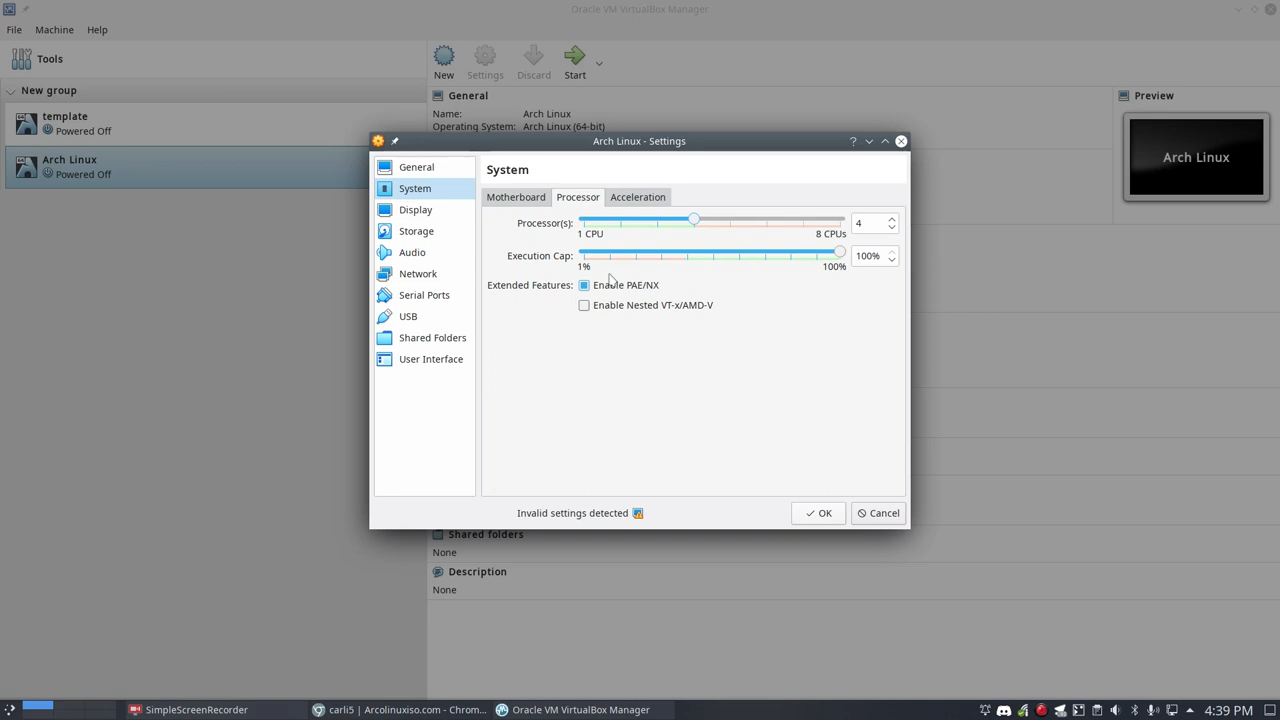 Oracle VM VirtualBox Manager
File Machine Help
Tools
New group
template
Powered Off
Arch Linux
Powered Off
New Settings Discard Start
General
Name: Arch Linux
Operating System: Arch Linux (64-bit)
Preview
Arch Linux
Arch Linux - Settings
General
System
Display
Storage
Audio
Network
Serial Ports
USB
Shared Folders
User Interface
System
Motherboard Processor Acceleration
Processor(s): 4
1 CPU 8 CPUs
Execution Cap: 100%
1% 100%
Extended Features: Enable PAE/NX
Enable Nested VT-x/AMD-V
Invalid settings detected
OK Cancel
Shared folders
None
Description
None
SimpleScreenRecorder
carli5 | Arcolinuxiso.com - Chrom...
Oracle VM VirtualBox Manager
4:39 PM